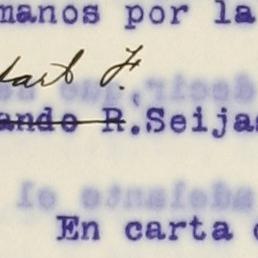 manos por la
F.
ando R.Seijas
En carta